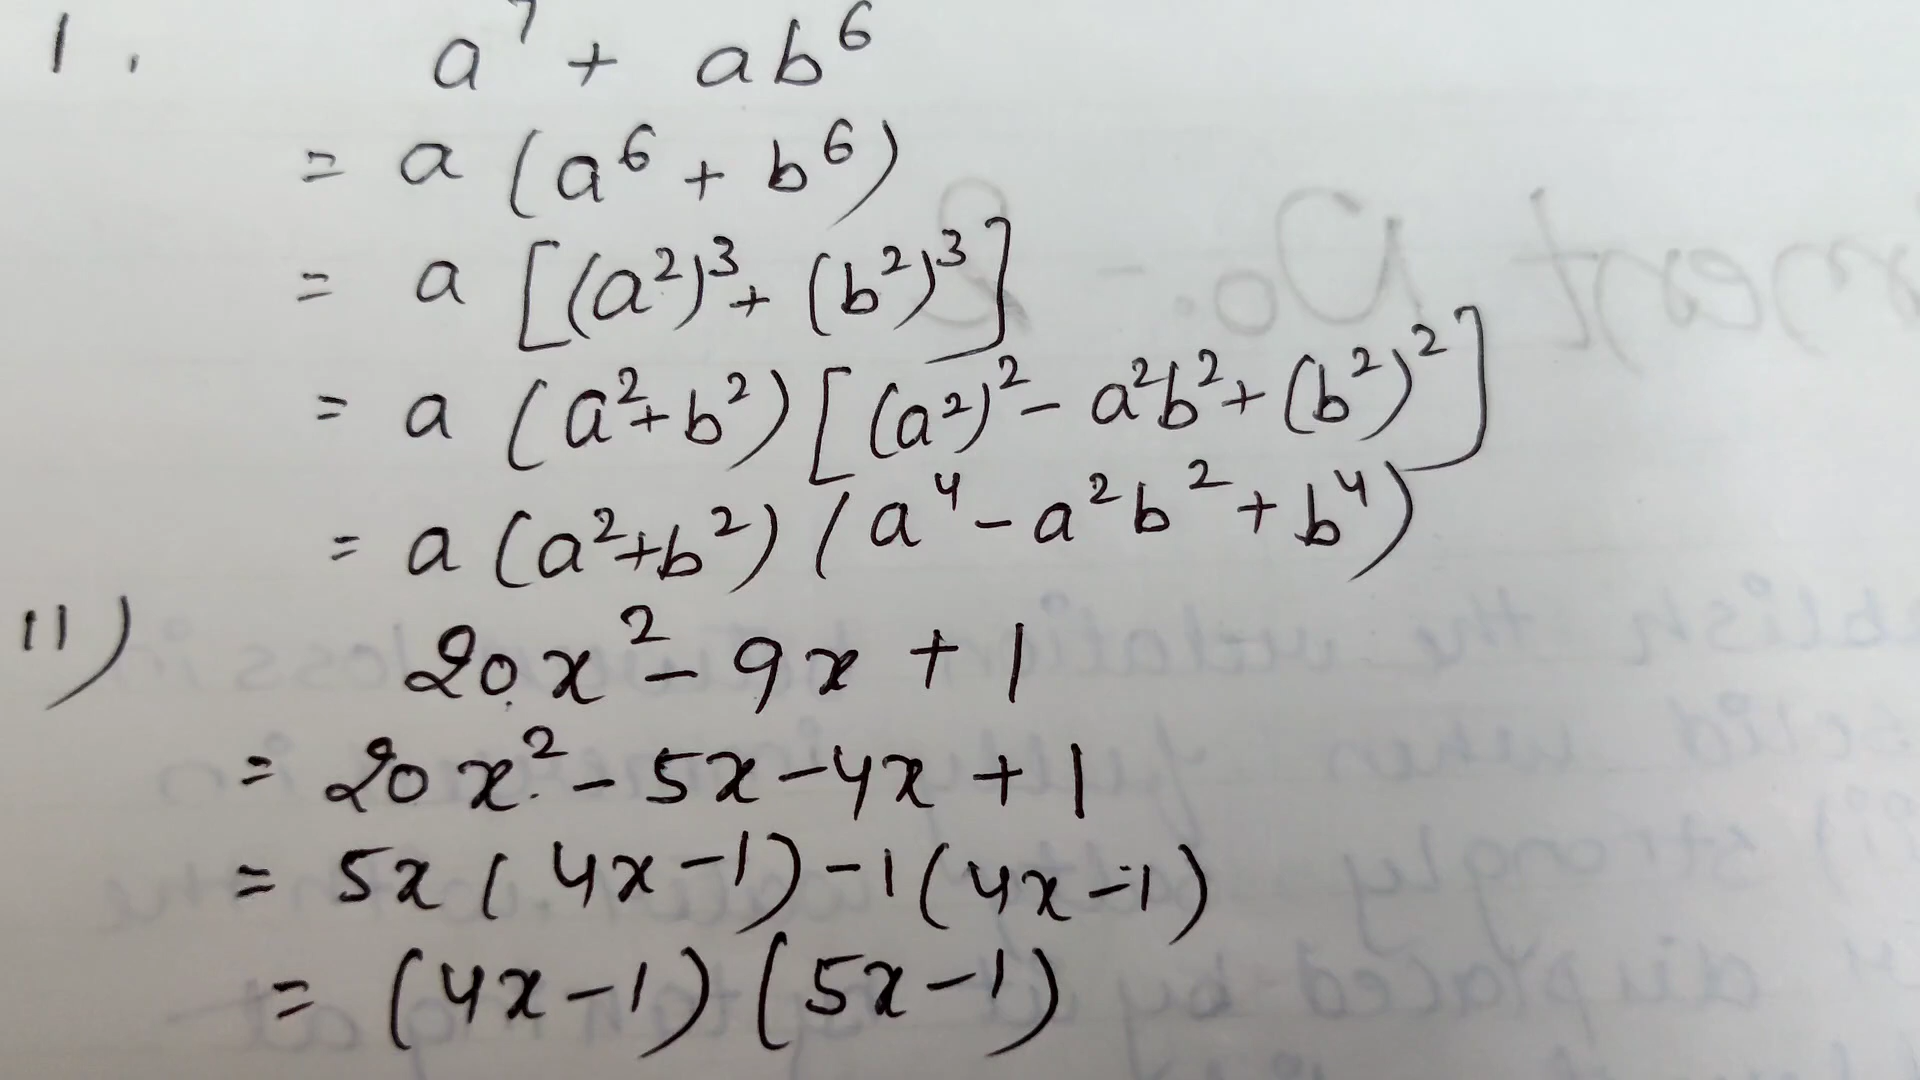 1. a⁷ + ab⁶
= a (a⁶ + b⁶)
= a [(a²)³ + (b²)³]
= a (a²+b²) [(a²)² - a²b² + (b²)²]
= a (a²+b²) (a⁴ - a²b² + b⁴)
11) 20x² - 9x + 1
= 20x² - 5x - 4x + 1
= 5x (4x-1) - 1 (4x-1)
= (4x-1) (5x-1)